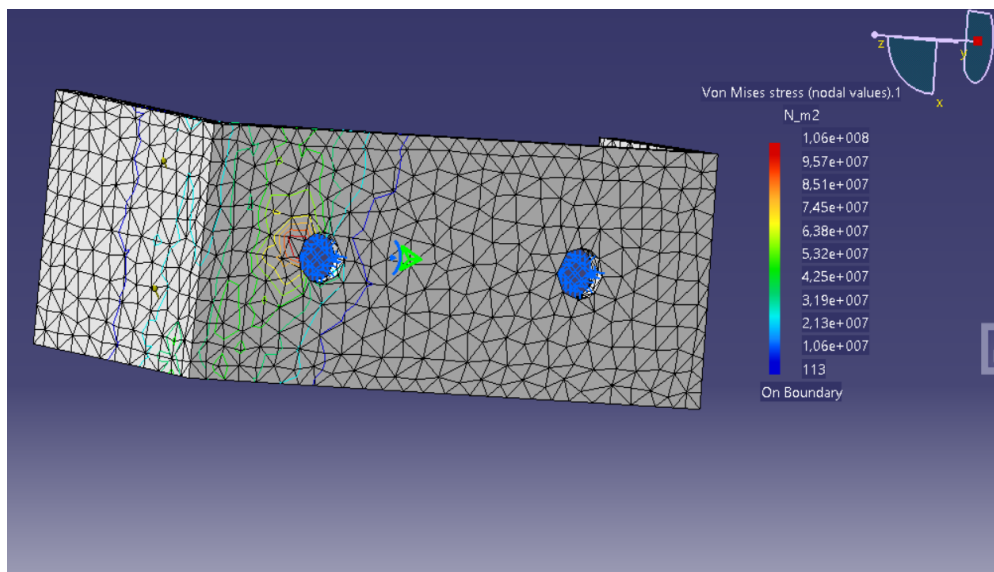 z
y
x
Von Mises stress (nodal values).1
N_m2
1,06e+008
9,57e+007
8,51e+007
7,45e+007
6,38e+007
5,32e+007
4,25e+007
3,19e+007
2,13e+007
1,06e+007
113
On Boundary